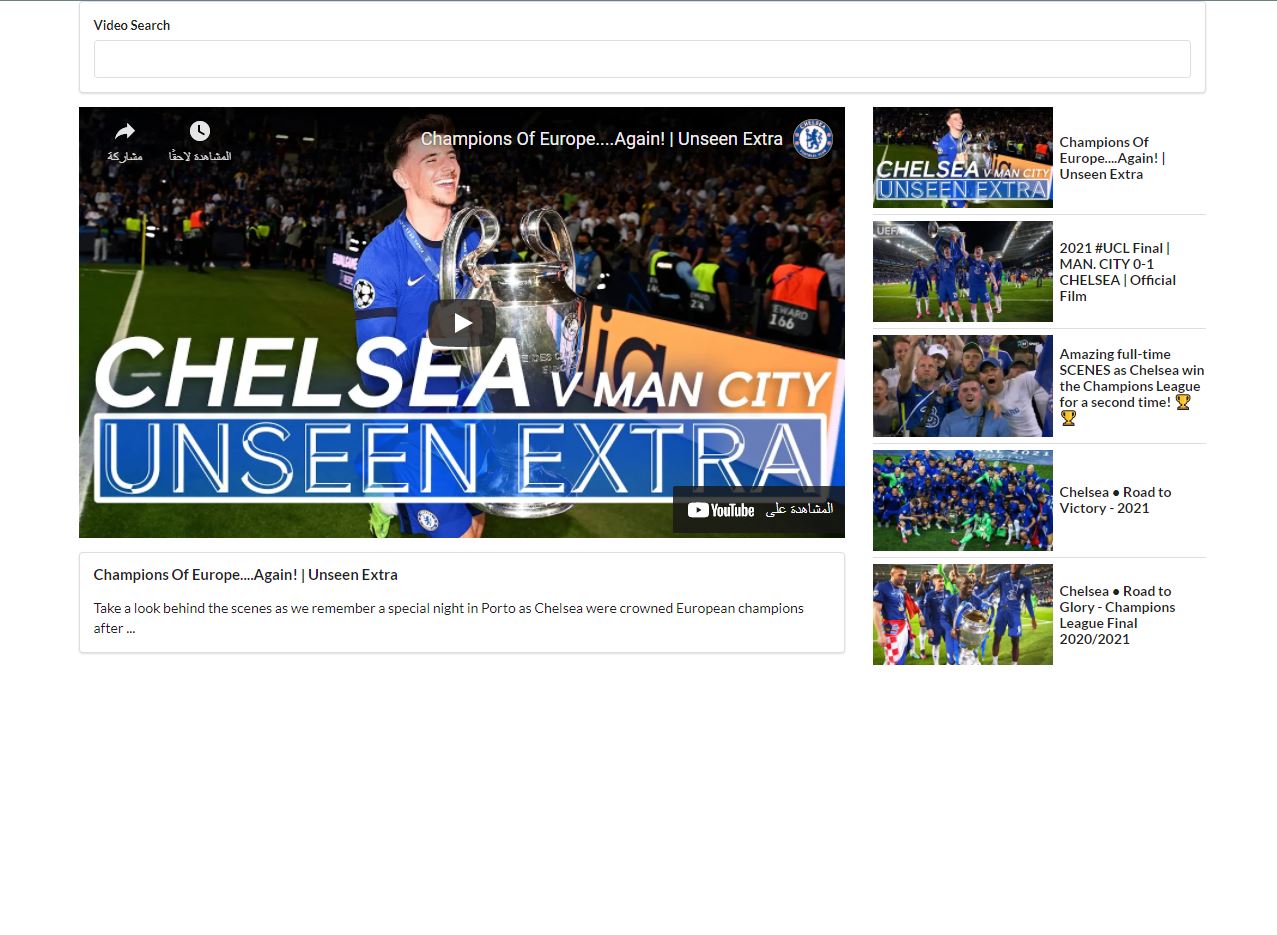 Video Search
مشاركة
المشاهدة لاحقًا
Champions Of Europe....Again! | Unseen Extra
EWARD
166
CHELSEA V MAN CITY
UNSEEN EXTRA
المشاهدة على YouTube
Champions Of Europe....Again! | Unseen Extra
Take a look behind the scenes as we remember a special night in Porto as Chelsea were crowned European champions
after ...
CHELSEA V MAN CITY
UNSEEN EXTRA
Champions Of
Europe....Again! |
Unseen Extra
2021 #UCL Final |
MAN. CITY 0-1
CHELSEA | Official
Film
Amazing full-time
SCENES as Chelsea win
the Champions League
for a second time! 🏆
🏆
Chelsea ● Road to
Victory - 2021
Chelsea ● Road to
Glory - Champions
League Final
2020/2021